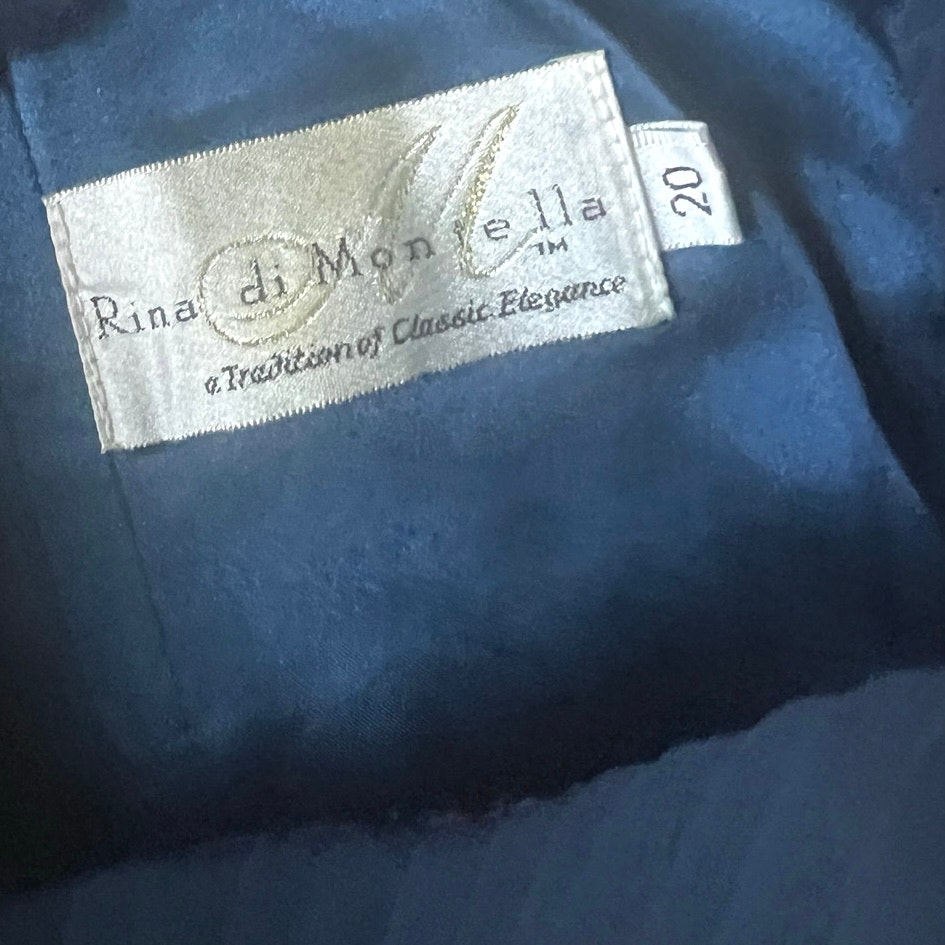 Rina di Montella
TM
a Tradition of Classic Elegance
20